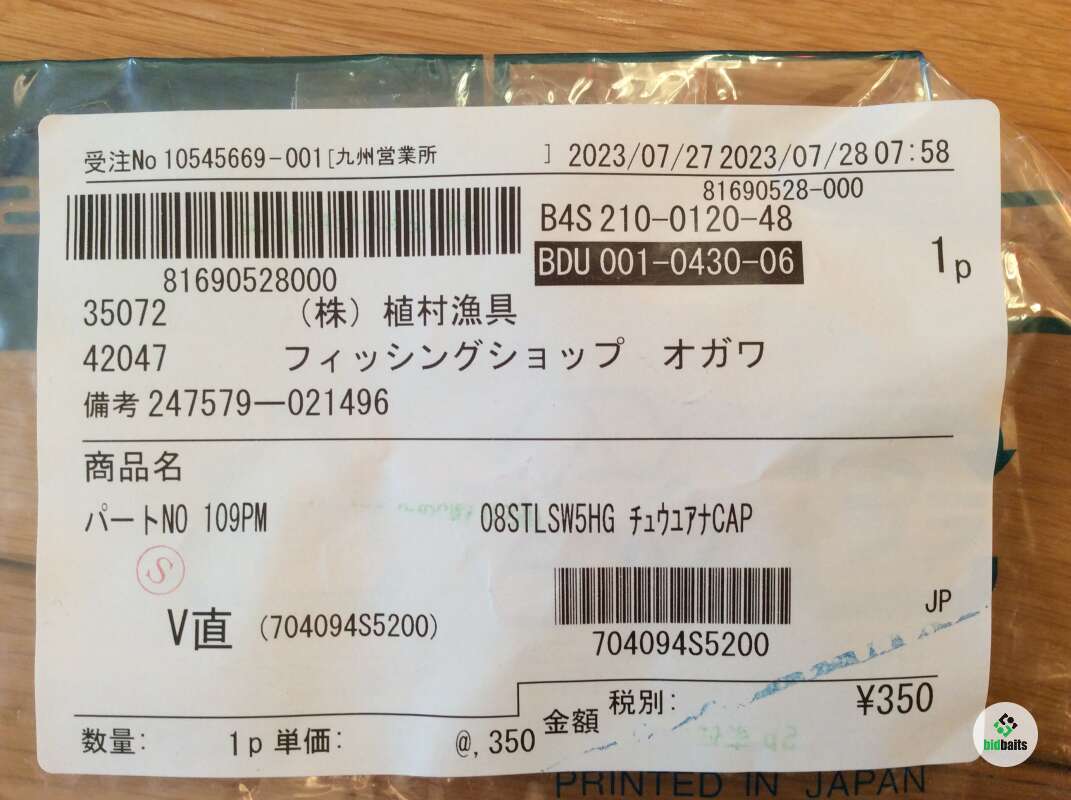 受注No 10545669-001[九州営業所 ] 2023/07/27 2023/07/28 07:58
81690528-000
B4S 210-0120-48
BDU 001-0430-06
1p
81690528000
35072 (株) 植村漁具
42047 フィッシングショップ オガワ
備考 247579―021496
商品名
パートNO 109PM 08STLSW5HG ﾁｭｳﾕｱﾅCAP
S
V直 (704094S5200)
704094S5200
JP
数量: 1p 単価: @, 350
金額 税別: ¥350
bidbaits
PRINTED IN JAPAN